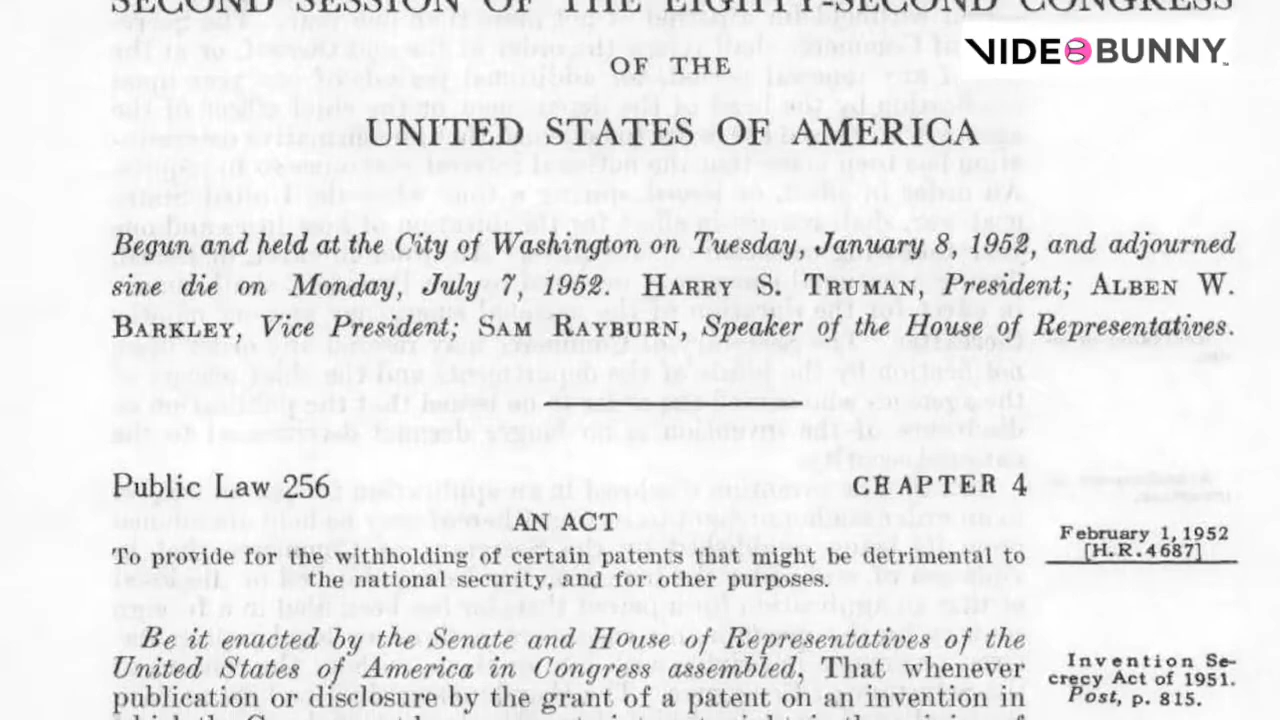 SECOND SESSION OF THE EIGHTY-SECOND CONGRESS
VIDEOBUNNY™
OF THE
UNITED STATES OF AMERICA
Begun and held at the City of Washington on Tuesday, January 8, 1952, and adjourned
sine die on Monday, July 7, 1952. HARRY S. TRUMAN, President; ALBEN W.
BARKLEY, Vice President; SAM RAYBURN, Speaker of the House of Representatives.
Public Law 256
CHAPTER 4
AN ACT
To provide for the withholding of certain patents that might be detrimental to
the national security, and for other purposes.
February 1, 1952
[H.R. 4687]
Be it enacted by the Senate and House of Representatives of the
United States of America in Congress assembled, That whenever
publication or disclosure by the grant of a patent on an invention in
Invention Se-
crecy Act of 1951.
Post, p. 815.